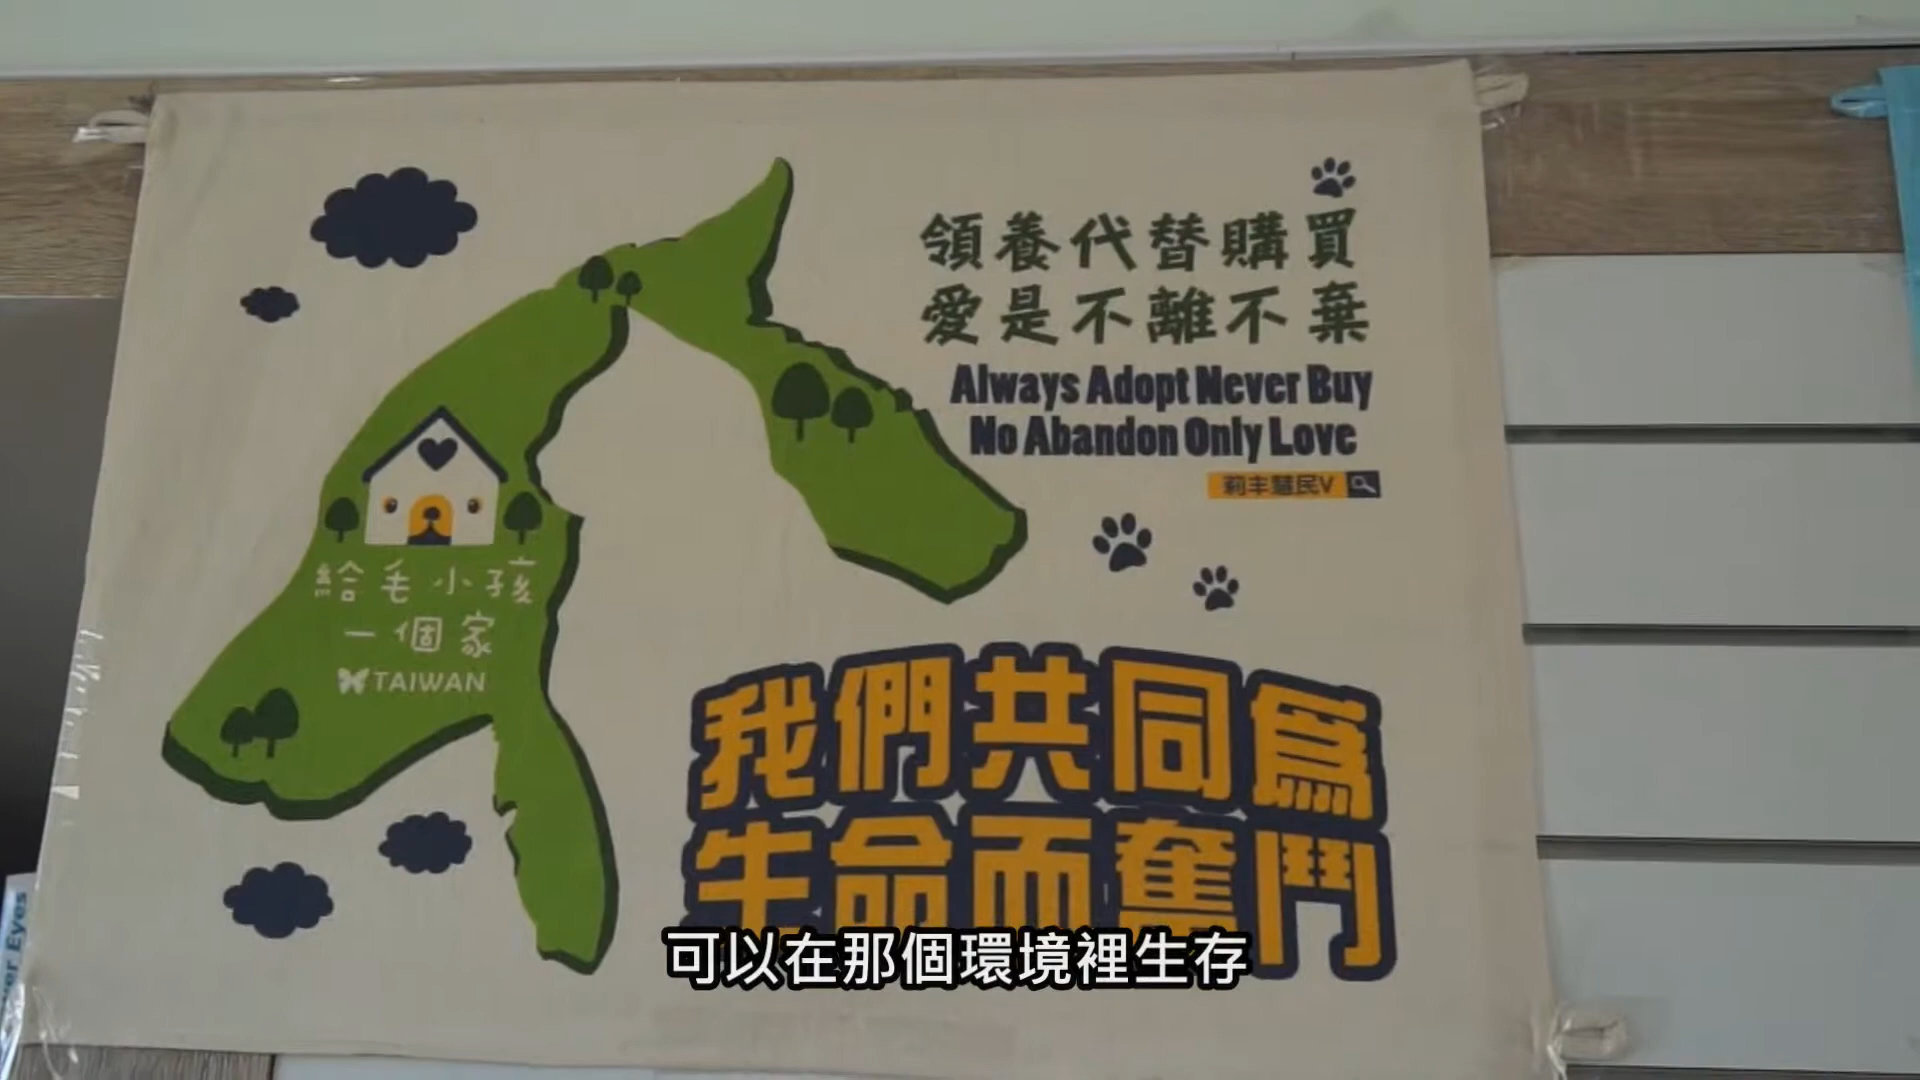 領養代替購買
愛是不離不棄
Always Adopt Never Buy
No Abandon Only Love
莉丰慧民V
給毛小孩
一個家
TAIWAN
我們共同為
生命而奮鬥
可以在那個環境裡生存
er Eyes